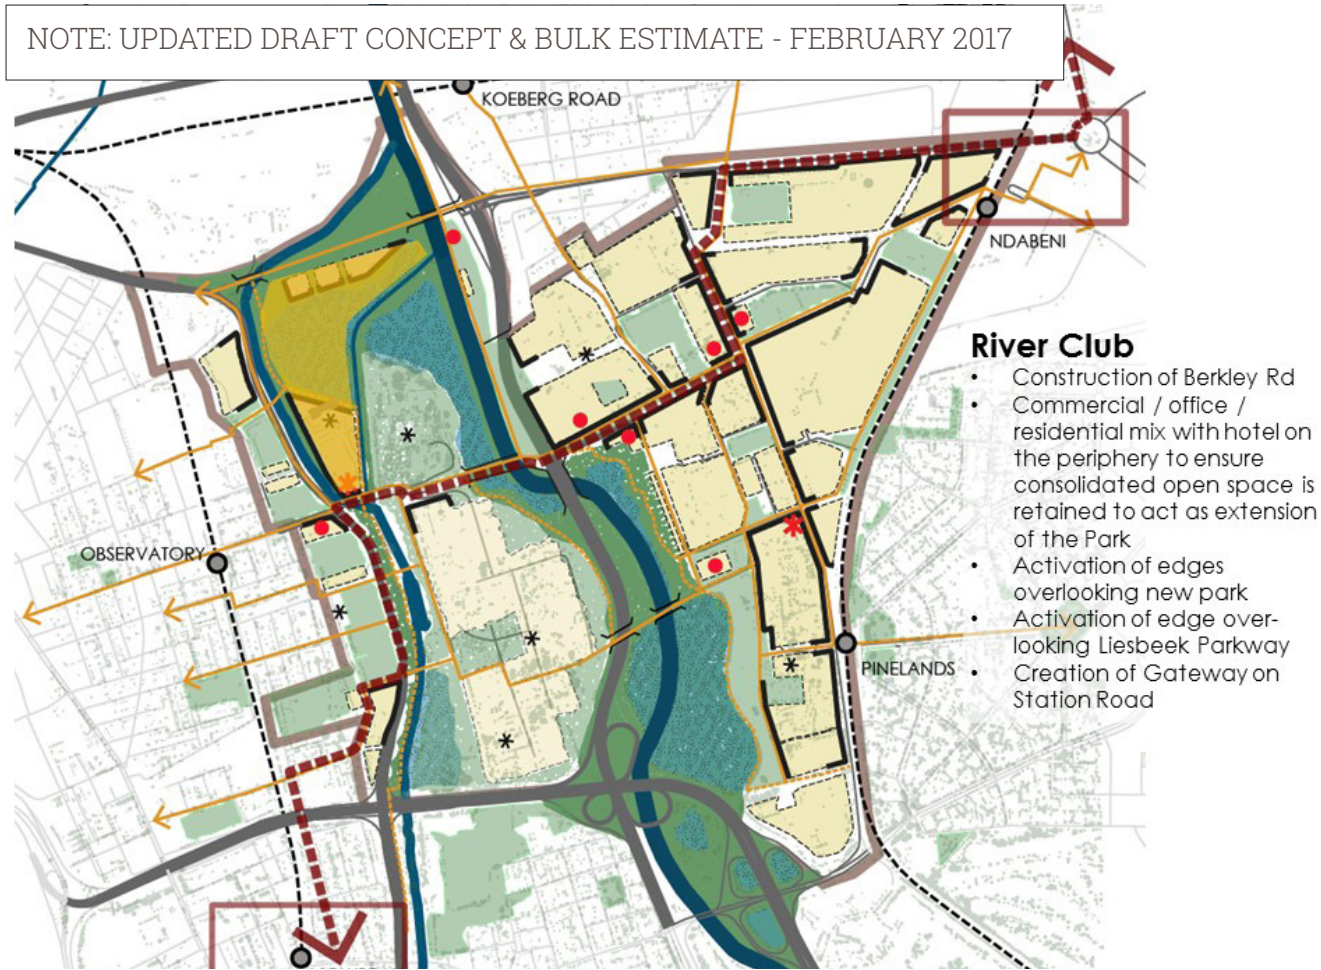 NOTE: UPDATED DRAFT CONCEPT & BULK ESTIMATE - FEBRUARY 2017
KOEBERG ROAD
NDABENI
OBSERVATORY
PINELANDS
River Club
• Construction of Berkley Rd
• Commercial / office /
residential mix with hotel on
the periphery to ensure
consolidated open space is
retained to act as extension
of the Park
• Activation of edges
overlooking new park
• Activation of edge over-
looking Liesbeek Parkway
• Creation of Gateway on
Station Road